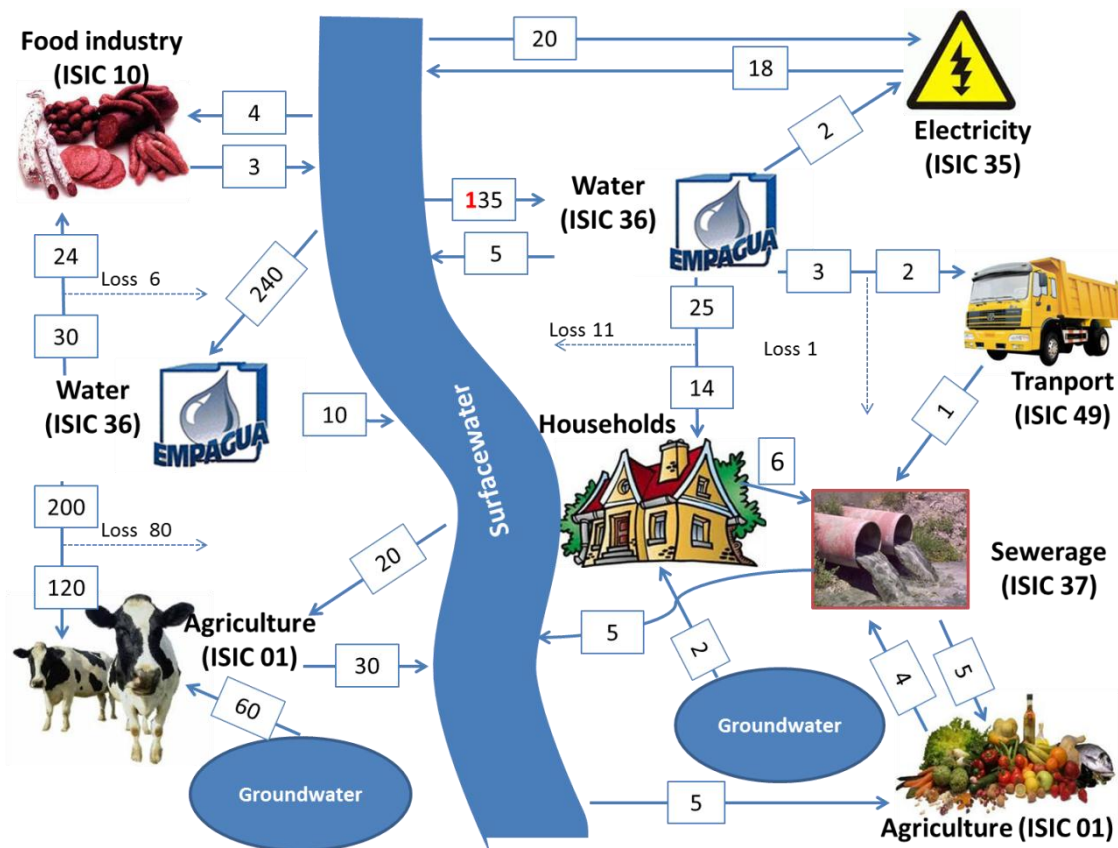 Food industry
(ISIC 10)
20
18
4
3
2
Electricity
(ISIC 35)
135
Water
(ISIC 36)
EMPAGUA
5
24
Loss 6
240
30
3
2
25
Loss 11
Loss 1
14
Tranport
(ISIC 49)
Water
(ISIC 36)
EMPAGUA
10
Households
1
6
Surfacewater
200
Loss 80
120
20
Sewerage
(ISIC 37)
Agriculture
(ISIC 01)
30
5
2
4
5
60
Groundwater
Groundwater
5
Agriculture (ISIC 01)